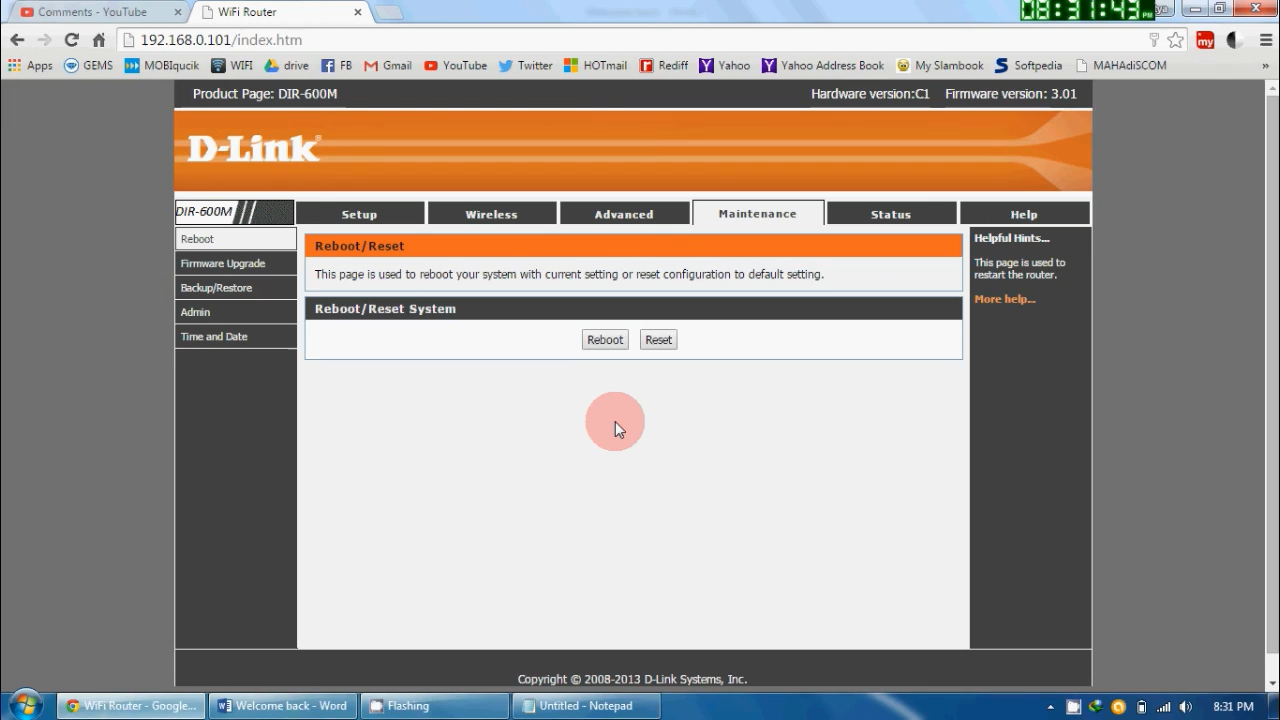 Comments - YouTube
WiFi Router
192.168.0.101/index.htm
Apps GEMS MOBIqucik WIFI drive FB Gmail YouTube Twitter HOTmail Rediff Yahoo Yahoo Address Book My Slambook Softpedia MAHAdiSCOM »
Product Page: DIR-600M Hardware version:C1 Firmware version: 3.01
D-Link
DIR-600M Setup Wireless Advanced Maintenance Status Help
Reboot
Firmware Upgrade
Backup/Restore
Admin
Time and Date
Reboot/Reset
This page is used to reboot your system with current setting or reset configuration to default setting.
Reboot/Reset System
Reboot Reset
Helpful Hints...
This page is used to
restart the router.
More help...
Copyright © 2008-2013 D-Link Systems, Inc.
WiFi Router - Google... Welcome back - Word Flashing Untitled - Notepad 8:31 PM